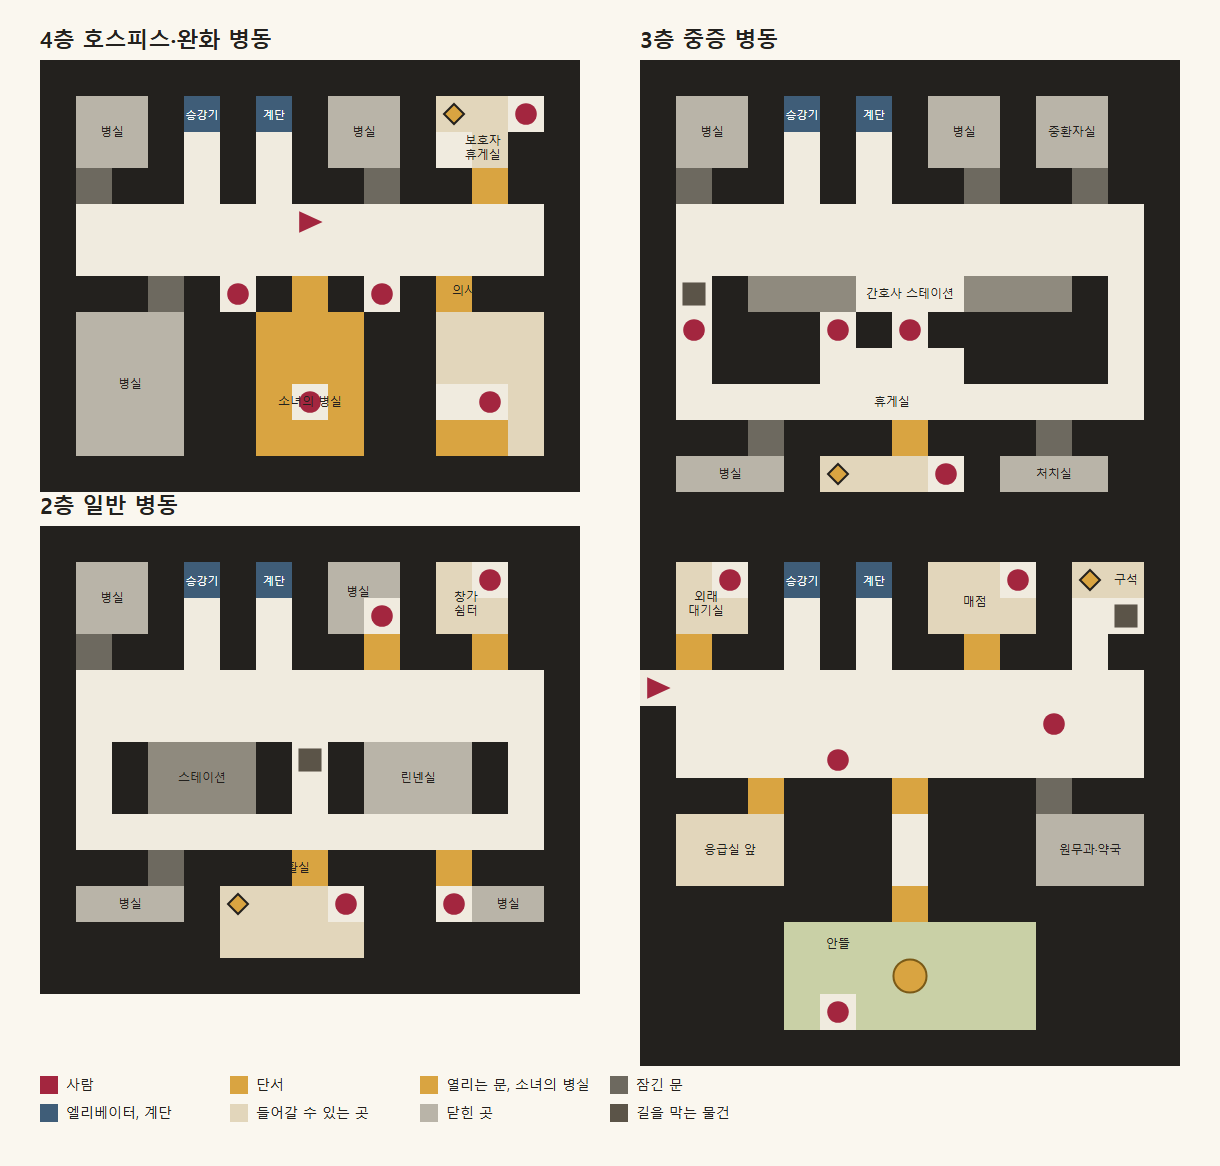 4층 호스피스·완화 병동
병실
승강기
계단
병실
보호자
휴게실
의사
병실
소녀의 병실
3층 중증 병동
병실
승강기
계단
병실
중환자실
간호사 스테이션
휴게실
병실
처치실
2층 일반 병동
병실
승강기
계단
병실
창가
쉼터
스테이션
린넨실
활실
병실
병실
외래
대기실
승강기
계단
매점
구석
응급실 앞
원무과·약국
안뜰
사람
단서
열리는 문, 소녀의 병실
잠긴 문
엘리베이터, 계단
들어갈 수 있는 곳
닫힌 곳
길을 막는 물건